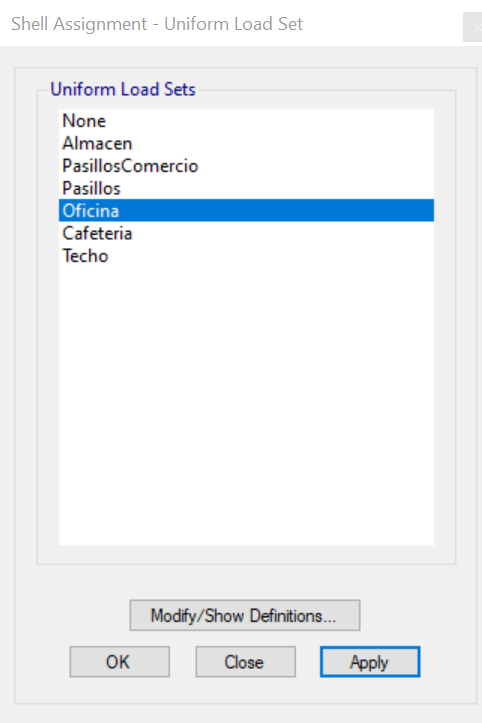 Shell Assignment - Uniform Load Set
Uniform Load Sets
None
Almacen
PasillosComercio
Pasillos
Oficina
Cafeteria
Techo
Modify/Show Definitions...
OK Close Apply